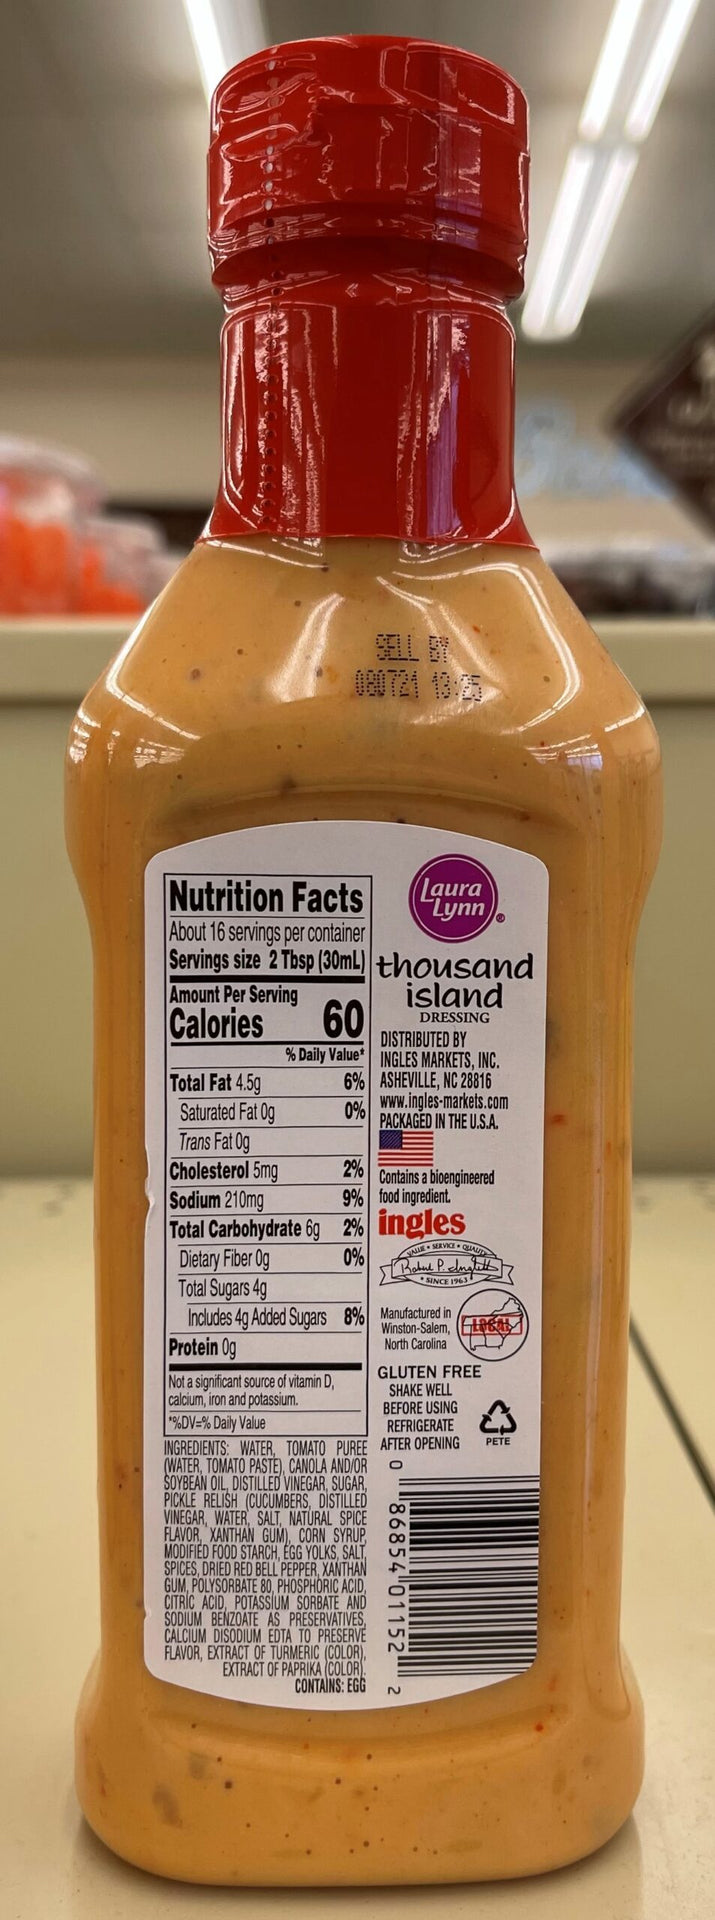 SELL BY
080721 13:25
Nutrition Facts
About 16 servings per container
Servings size 2 Tbsp (30mL)
Amount Per Serving
Calories 60
% Daily Value*
Total Fat 4.5g 6%
Saturated Fat 0g 0%
Trans Fat 0g
Cholesterol 5mg 2%
Sodium 210mg 9%
Total Carbohydrate 6g 2%
Dietary Fiber 0g 0%
Total Sugars 4g
Includes 4g Added Sugars 8%
Protein 0g
Not a significant source of vitamin D,
calcium, iron and potassium.
*%DV=% Daily Value
INGREDIENTS: WATER, TOMATO PUREE
(WATER, TOMATO PASTE), CANOLA AND/OR
SOYBEAN OIL, DISTILLED VINEGAR, SUGAR,
PICKLE RELISH (CUCUMBERS, DISTILLED
VINEGAR, WATER, SALT, NATURAL SPICE
FLAVOR, XANTHAN GUM), CORN SYRUP,
MODIFIED FOOD STARCH, EGG YOLKS, SALT,
SPICES, DRIED RED BELL PEPPER, XANTHAN
GUM, POLYSORBATE 80, PHOSPHORIC ACID,
CITRIC ACID, POTASSIUM SORBATE AND
SODIUM BENZOATE AS PRESERVATIVES,
CALCIUM DISODIUM EDTA TO PRESERVE
FLAVOR, EXTRACT OF TURMERIC (COLOR),
EXTRACT OF PAPRIKA (COLOR).
CONTAINS: EGG
Laura
Lynn®
thousand
island
DRESSING
DISTRIBUTED BY
INGLES MARKETS, INC.
ASHEVILLE, NC 28816
www.ingles-markets.com
PACKAGED IN THE U.S.A.
Contains a bioengineered
food ingredient.
ingles
VALUE • SERVICE • QUALITY
Robert P. Ingle
• SINCE 1963 •
Manufactured in
Winston-Salem,
North Carolina
LOCAL
GLUTEN FREE
SHAKE WELL
BEFORE USING
REFRIGERATE
AFTER OPENING
PETE
0 86854 01152 2